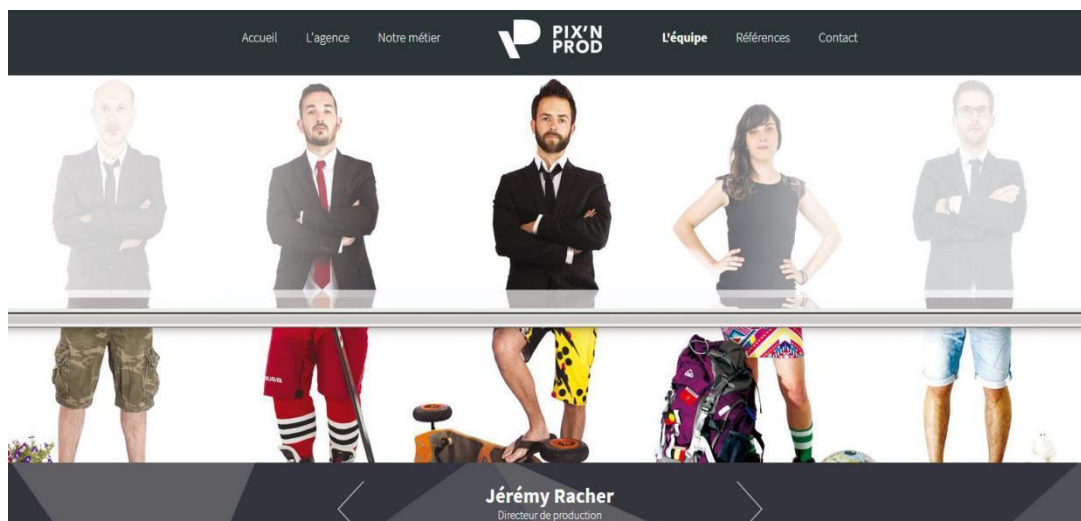 Accueil L'agence Notre métier PIX'N PROD L'équipe Références Contact
Jérémy Racher
Directeur de production